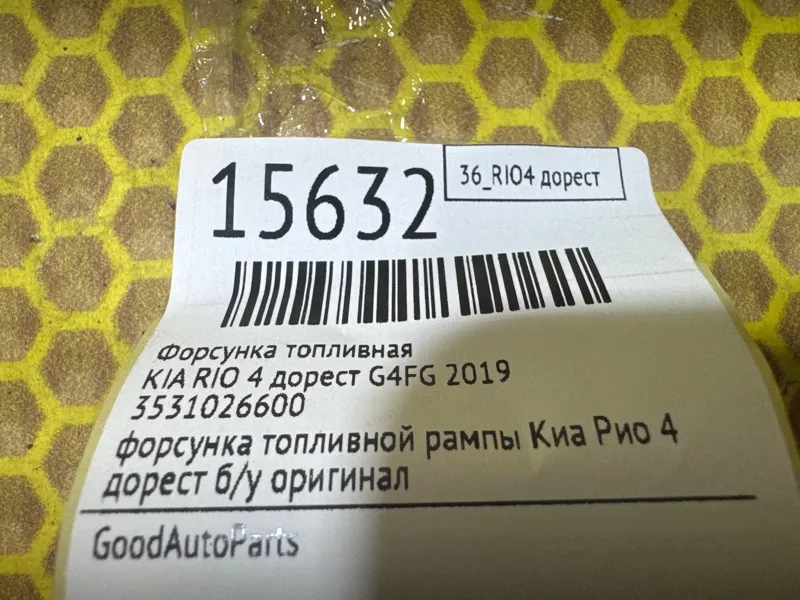 15632
36_RIO4 дорест
Форсунка топливная
KIA RIO 4 дорест G4FG 2019
3531026600
форсунка топливной рампы Киа Рио 4
дорест б/у оригинал
GoodAutoParts